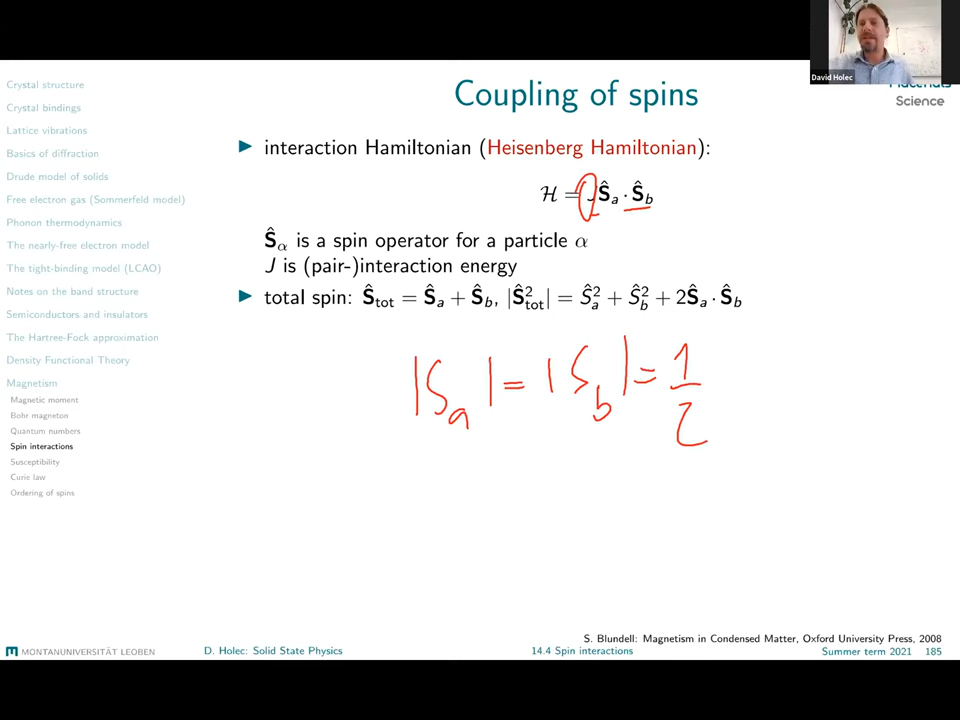 David Holec
Materials
Science
Coupling of spins
Crystal structure
Crystal bindings
Lattice vibrations
Basics of diffraction
Drude model of solids
Free electron gas (Sommerfeld model)
Phonon thermodynamics
The nearly-free electron model
The tight-binding model (LCAO)
Notes on the band structure
Semiconductors and insulators
The Hartree-Fock approximation
Density Functional Theory
Magnetism
Magnetic moment
Bohr magneton
Quantum numbers
Spin interactions
Susceptibility
Curie law
Ordering of spins
▶ interaction Hamiltonian (Heisenberg Hamiltonian):
ℋ = JŜₐ · Ŝ_b
Ŝ_α is a spin operator for a particle α
J is (pair-)interaction energy
▶ total spin: Ŝ_tot = Ŝₐ + Ŝ_b, |Ŝ²_tot| = Ŝ²ₐ + Ŝ²_b + 2Ŝₐ · Ŝ_b
|Sₐ| = |S_b| = 1/2
S. Blundell: Magnetism in Condensed Matter, Oxford University Press, 2008
MONTANUNIVERSITÄT LEOBEN D. Holec: Solid State Physics 14.4 Spin interactions Summer term 2021 185